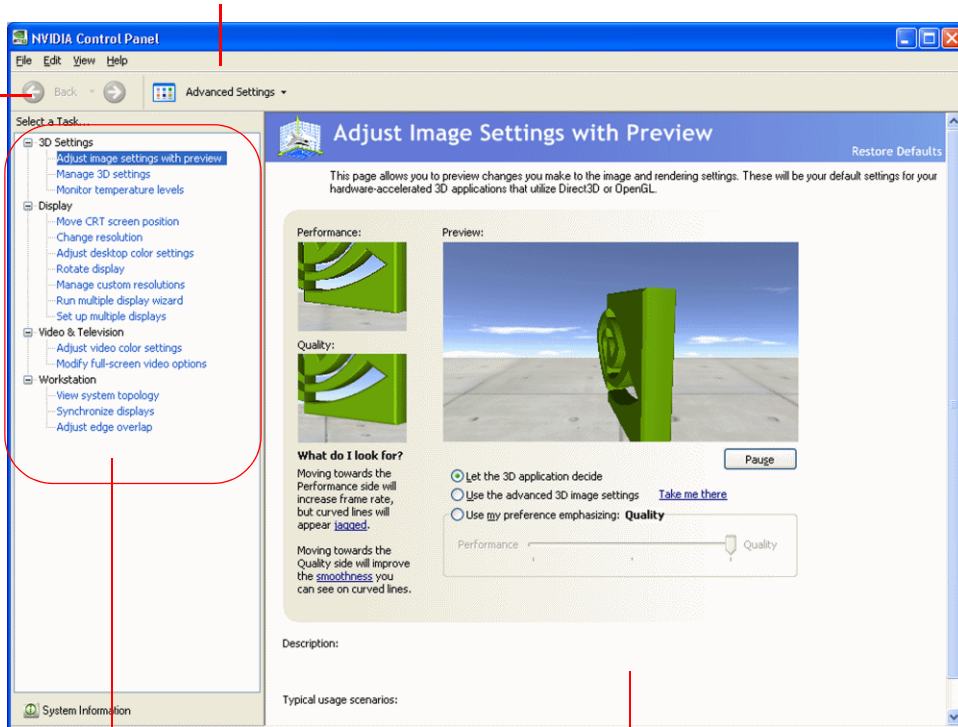 NVIDIA Control Panel
File Edit View Help
Back Advanced Settings
Select a Task...
3D Settings
Adjust image settings with preview
Manage 3D settings
Monitor temperature levels
Display
Move CRT screen position
Change resolution
Adjust desktop color settings
Rotate display
Manage custom resolutions
Run multiple display wizard
Set up multiple displays
Video & Television
Adjust video color settings
Modify full-screen video options
Workstation
View system topology
Synchronize displays
Adjust edge overlap
System Information
Adjust Image Settings with Preview
Restore Defaults
This page allows you to preview changes you make to the image and rendering settings. These will be your default settings for your
hardware-accelerated 3D applications that utilize Direct3D or OpenGL.
Performance:
Quality:
What do I look for?
Moving towards the
Performance side will
increase frame rate,
but curved lines will
appear jagged.
Moving towards the
Quality side will improve
the smoothness you
can see on curved lines.
Preview:
Pause
Let the 3D application decide
Use the advanced 3D image settings Take me there
Use my preference emphasizing: Quality
Performance Quality
Description:
Typical usage scenarios: